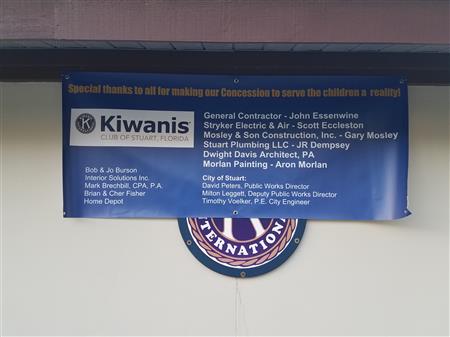 Special thanks to all for making our Concession to serve the children a reality!
Kiwanis
CLUB OF STUART, FLORIDA
General Contractor - John Essenwine
Stryker Electric & Air - Scott Eccleston
Mosley & Son Construction, Inc. - Gary Mosley
Stuart Plumbing LLC - JR Dempsey
Dwight Davis Architect, PA
Morlan Painting - Aron Morlan
Bob & Jo Burson
Interior Solutions Inc.
Mark Brechbill, CPA, P.A.
Brian & Cher Fisher
Home Depot
City of Stuart:
David Peters, Public Works Director
Milton Leggett, Deputy Public Works Director
Timothy Voelker, P.E. City Engineer
K